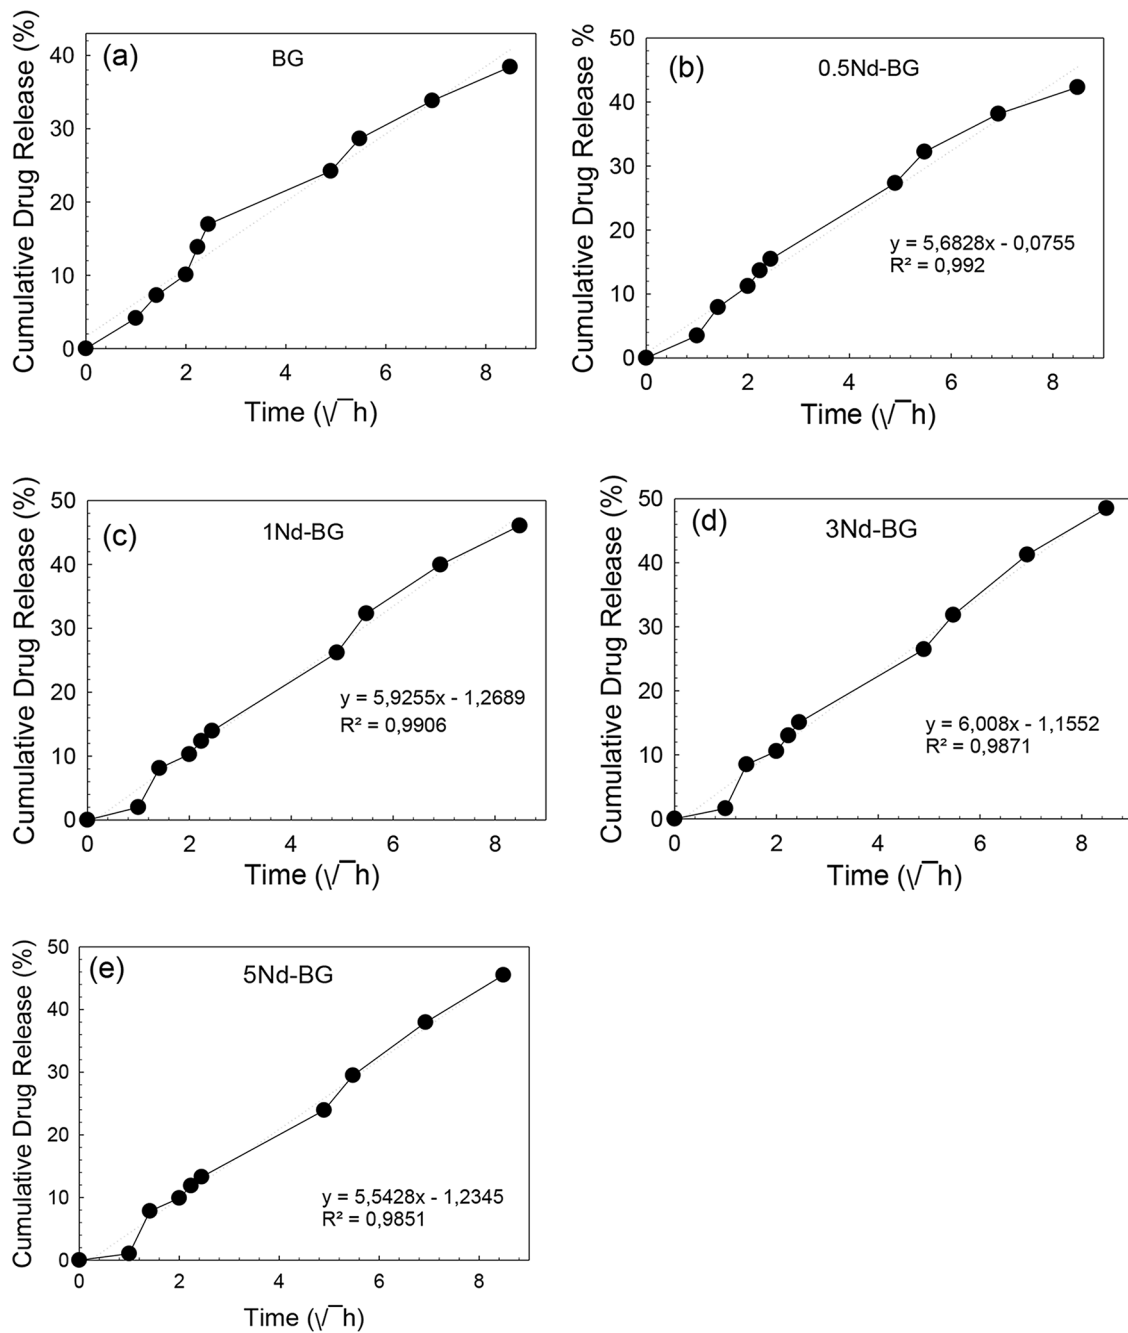 (a)
BG
Cumulative Drug Release (%)
40
30
20
10
0
0 2 4 6 8
Time (√‾h)
(b)
0.5Nd-BG
Cumulative Drug Release %
50
40
30
20
10
0
y = 5,6828x - 0,0755
R² = 0,992
0 2 4 6 8
Time (√‾h)
(c)
1Nd-BG
Cumulative Drug Release (%)
50
40
30
20
10
0
y = 5,9255x - 1,2689
R² = 0,9906
0 2 4 6 8
Time (√‾h)
(d)
3Nd-BG
Cumulative Drug Release (%)
50
40
30
20
10
0
y = 6,008x - 1,1552
R² = 0,9871
0 2 4 6 8
Time (√‾h)
(e)
5Nd-BG
Cumulative Drug Release (%)
50
40
30
20
10
0
y = 5,5428x - 1,2345
R² = 0,9851
0 2 4 6 8
Time (√‾h)